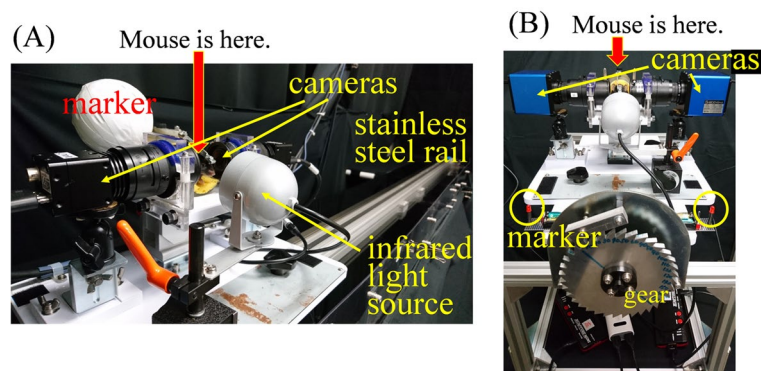 (A)
Mouse is here.
cameras
marker
stainless
steel rail
infrared
light
source
(B)
Mouse is here.
cameras
marker
gear